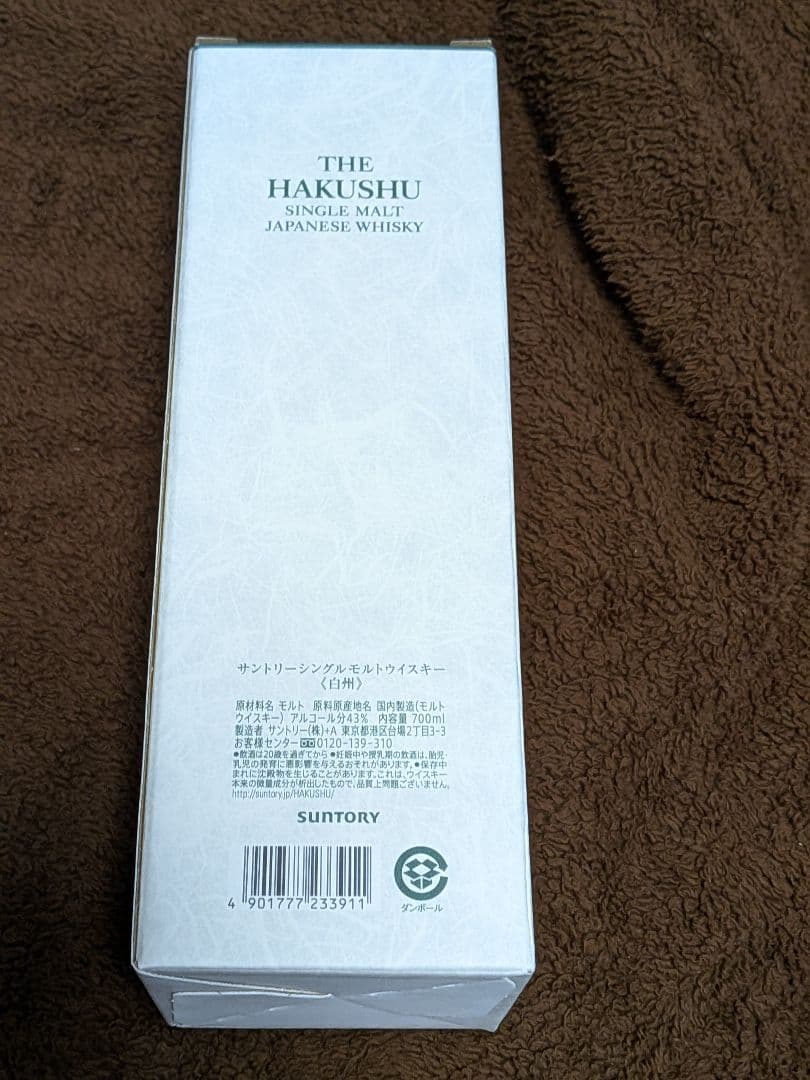 THE
HAKUSHU
SINGLE MALT
JAPANESE WHISKY
サントリーシングルモルトウイスキー
《白州》
原材料名 モルト 原料原産地名 国内製造(モルト
ウイスキー) アルコール分43% 内容量 700ml
製造者 サントリー(株)+A 東京都港区台場2丁目3-3
お客様センター 0120-139-310
●飲酒は20歳を過ぎてから ●妊娠中や授乳期の飲酒は、胎児・
乳児の発育に悪影響を与えるおそれがあります。●保存中
まれに沈殿物を生じることがあります。これは、ウイスキー
本来の微量成分が析出したもので、品質上問題ございません。
http://suntory.jp/HAKUSHU/
SUNTORY
4 901777 233911
ダンボール